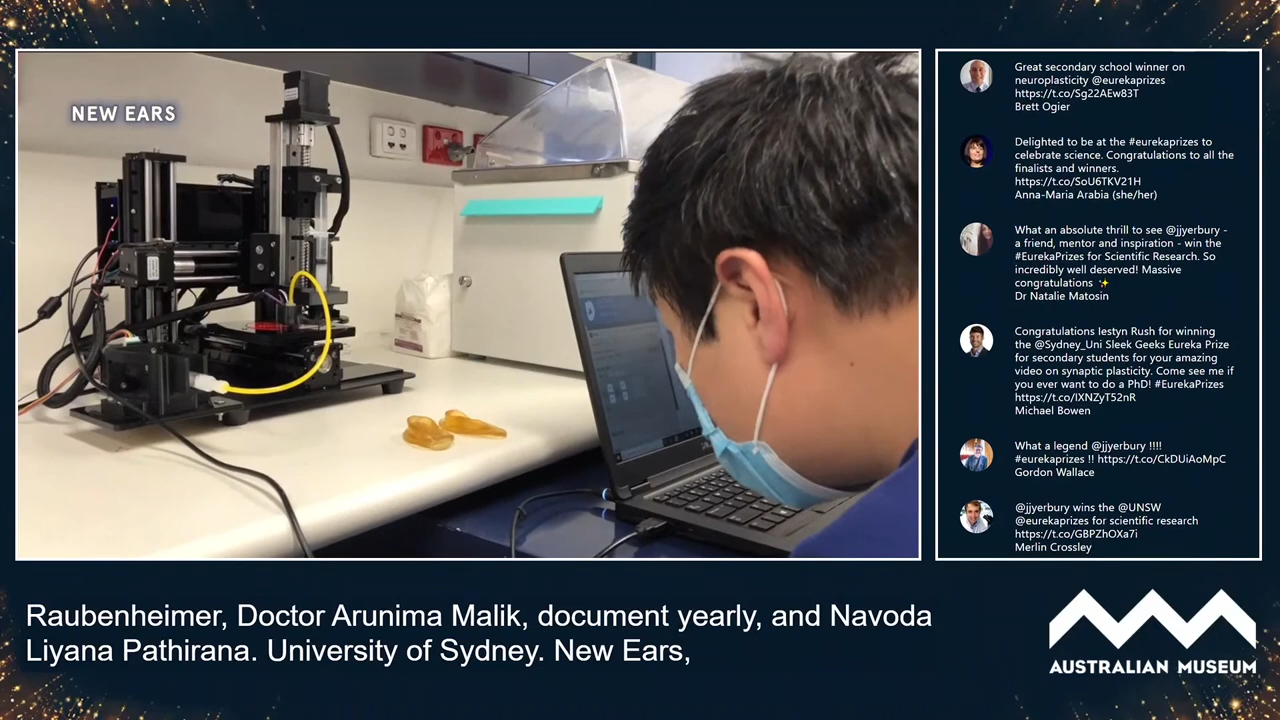 NEW EARS
Great secondary school winner on
neuroplasticity @eurekaprizes
https://t.co/Sg22AEw83T
Brett Ogier
Delighted to be at the #eurekaprizes to
celebrate science. Congratulations to all the
finalists and winners.
https://t.co/SoU6TKV21H
Anna-Maria Arabia (she/her)
What an absolute thrill to see @jjyerbury -
a friend, mentor and inspiration - win the
#EurekaPrizes for Scientific Research. So
incredibly well deserved! Massive
congratulations ✨
Dr Natalie Matosin
Congratulations Iestyn Rush for winning
the @Sydney_Uni Sleek Geeks Eureka Prize
for secondary students for your amazing
video on synaptic plasticity. Come see me if
you ever want to do a PhD! #EurekaPrizes
https://t.co/IXNZyT52nR
Michael Bowen
What a legend @jjyerbury !!!!
#eurekaprizes !! https://t.co/CkDUiAoMpC
Gordon Wallace
@jjyerbury wins the @UNSW
@eurekaprizes for scientific research
https://t.co/GBPZhOXa7i
Merlin Crossley
Raubenheimer, Doctor Arunima Malik, document yearly, and Navoda
Liyana Pathirana. University of Sydney. New Ears,
AUSTRALIAN MUSEUM